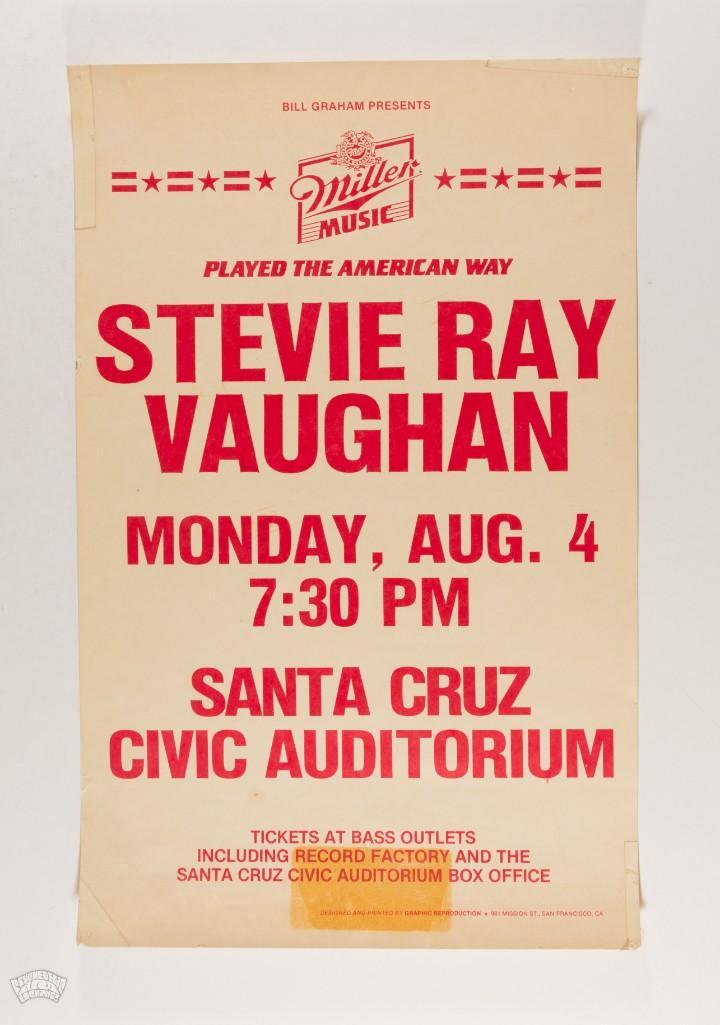 BILL GRAHAM PRESENTS
Miller
MUSIC
PLAYED THE AMERICAN WAY
STEVIE RAY
VAUGHAN
MONDAY, AUG. 4
7:30 PM
SANTA CRUZ
CIVIC AUDITORIUM
TICKETS AT BASS OUTLETS
INCLUDING RECORD FACTORY AND THE
SANTA CRUZ CIVIC AUDITORIUM BOX OFFICE
DESIGNED AND PRINTED BY GRAPHIC REPRODUCTION ★ 981 MISSION ST., SAN FRANCISCO, CA